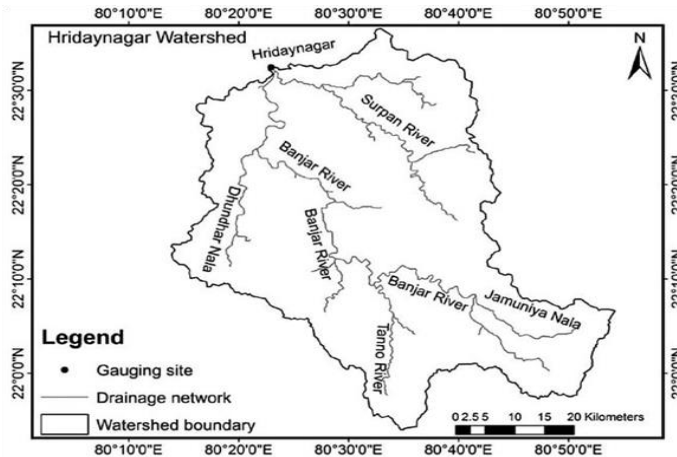 80°10'0"E 80°20'0"E 80°30'0"E 80°40'0"E 80°50'0"E
Hridaynagar Watershed
Hridaynagar
N
22°30'0"N
22°30'0"N
Surpan River
Banjar River
22°20'0"N
22°20'0"N
Dhundhar Nala
Banjar River
22°10'0"N
22°10'0"N
Banjar River
Jamuniya Nala
Tanno River
22°0'0"N
22°0'0"N
Legend
Gauging site
Drainage network
Watershed boundary
0 2.5 5 10 15 20 Kilometers
80°10'0"E 80°20'0"E 80°30'0"E 80°40'0"E 80°50'0"E